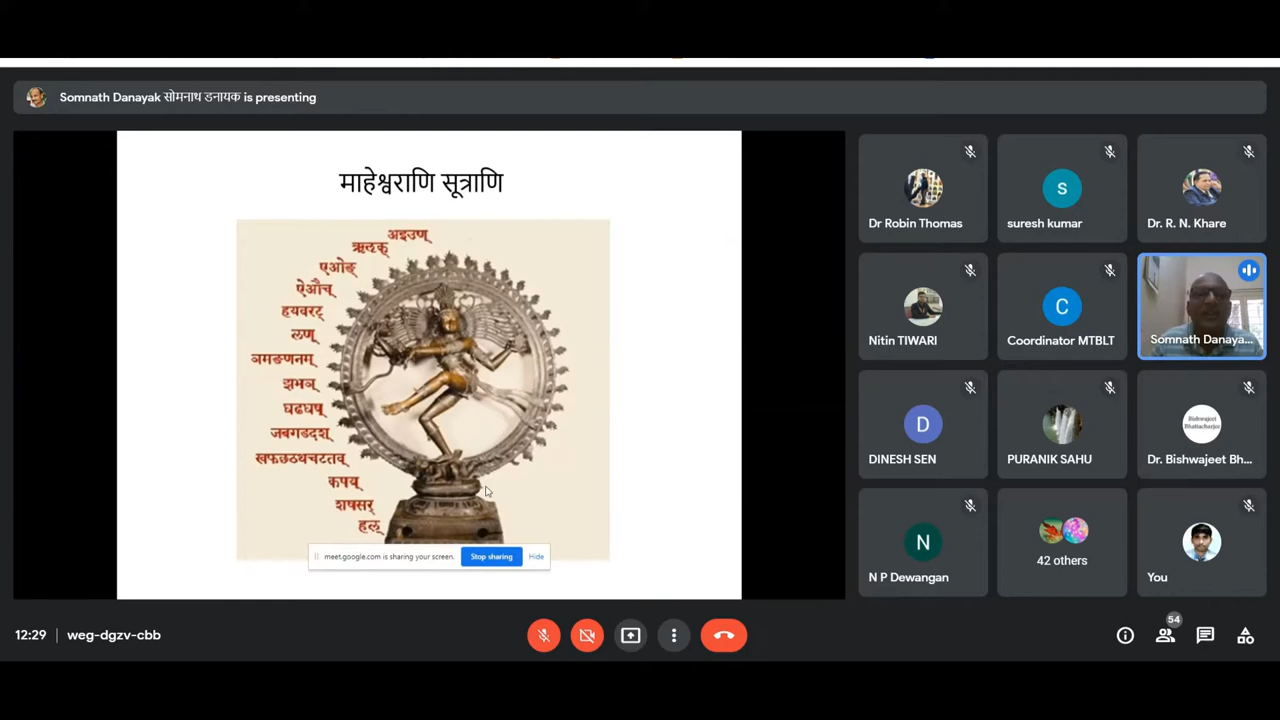 Somnath Danayak सोमनाथ डनायक is presenting
माहेश्वराणि सूत्राणि
अइउण्
ऋलृक्
एओङ्
ऐऔच्
हयवरट्
लण्
ञमङणनम्
झभञ्
घढधष्
जबगडदश्
खफछठथचटतव्
कपय्
शषसर्
हल्
meet.google.com is sharing your screen.
Stop sharing
Hide
Dr Robin Thomas
s
suresh kumar
Dr. R. N. Khare
Nitin TIWARI
C
Coordinator MTBLT
Somnath Danaya...
D
DINESH SEN
PURANIK SAHU
Bishwajeet
Bhattacharjee
Dr. Bishwajeet Bh...
N
N P Dewangan
42 others
You
12:29
weg-dgzv-cbb
54